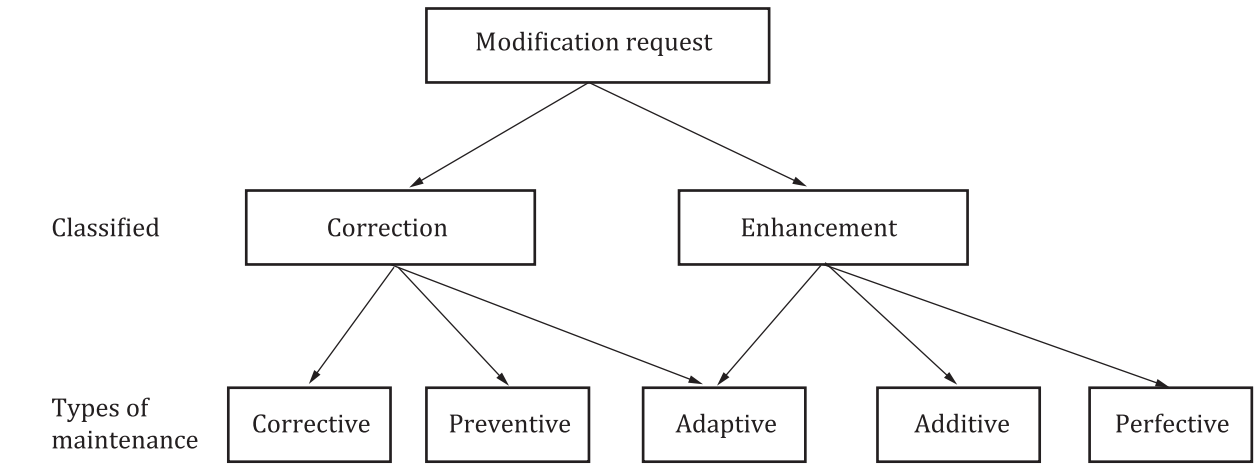 Modification request
Classified
Correction
Enhancement
Types of
maintenance
Corrective
Preventive
Adaptive
Additive
Perfective